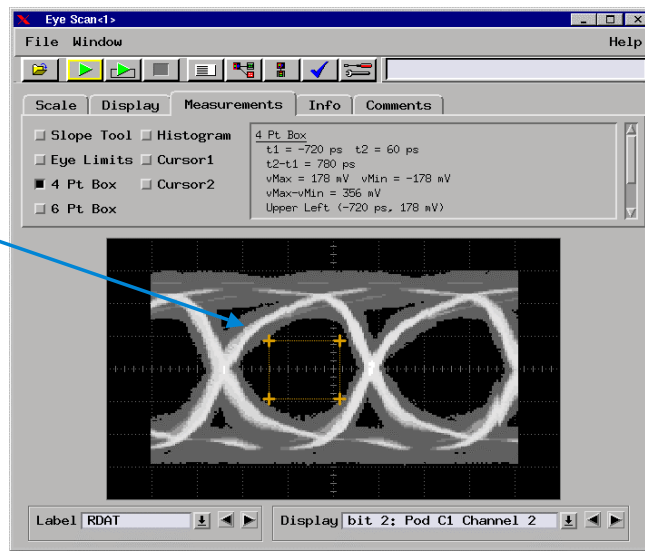 Eye Scan<1>
File Window Help
Scale Display Measurements Info Comments
Slope Tool Histogram
Eye Limits Cursor1
4 Pt Box Cursor2
6 Pt Box
4 Pt Box
t1 = -720 ps t2 = 60 ps
t2-t1 = 780 ps
vMax = 178 mV vMin = -178 mV
vMax-vMin = 356 mV
Upper Left (-720 ps, 178 mV)
Label RDAT Display bit 2: Pod C1 Channel 2